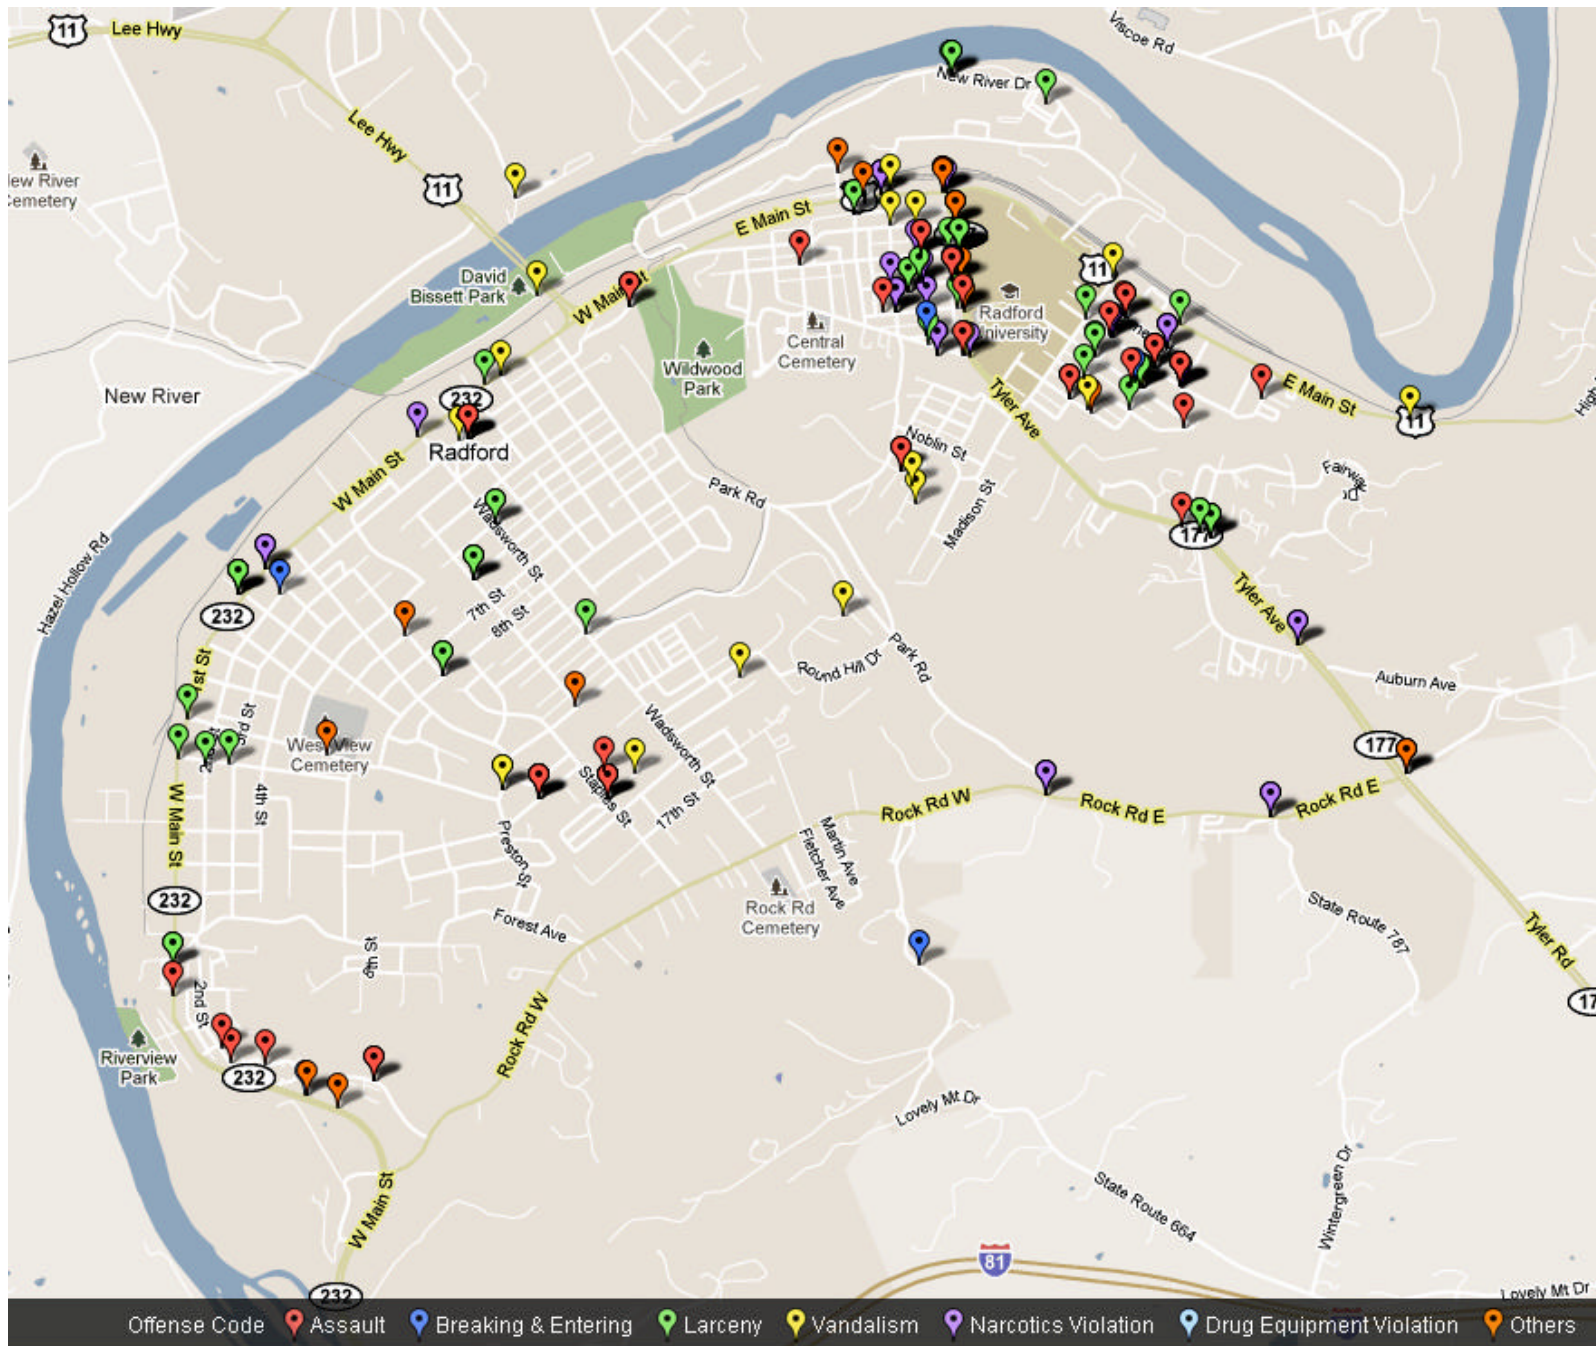 11
Lee Hwy
Viscoe Rd
New River Dr
Lee Hwy
11
New River
Cemetery
E Main St
David
Bissett Park
W Main St
11
Radford
University
Central
Cemetery
Wildwood
Park
New River
232
Radford
Tyler Ave
E Main St
11
W Main St
Noblin St
Park Rd
Madison St
Fairway
177
Wadsworth St
Hazel Hollow Rd
7th St
8th St
232
Tyler Ave
1st St
Round Hill Dr
Park Rd
Auburn Ave
3rd St
West View
Cemetery
Wadsworth St
177
W Main St
4th St
Staples St
17th St
Rock Rd W
Rock Rd E
Rock Rd E
Preston St
Martin Ave
Fletcher Ave
232
Rock Rd
Cemetery
Forest Ave
State Route 787
Tyler Rd
2nd St
Rock Rd W
Riverview
Park
232
Lovely Mt Dr
State Route 664
Wintergreen Dr
W Main St
81
232
Lovely Mt Dr
Offense Code Assault Breaking & Entering Larceny Vandalism Narcotics Violation Drug Equipment Violation Others